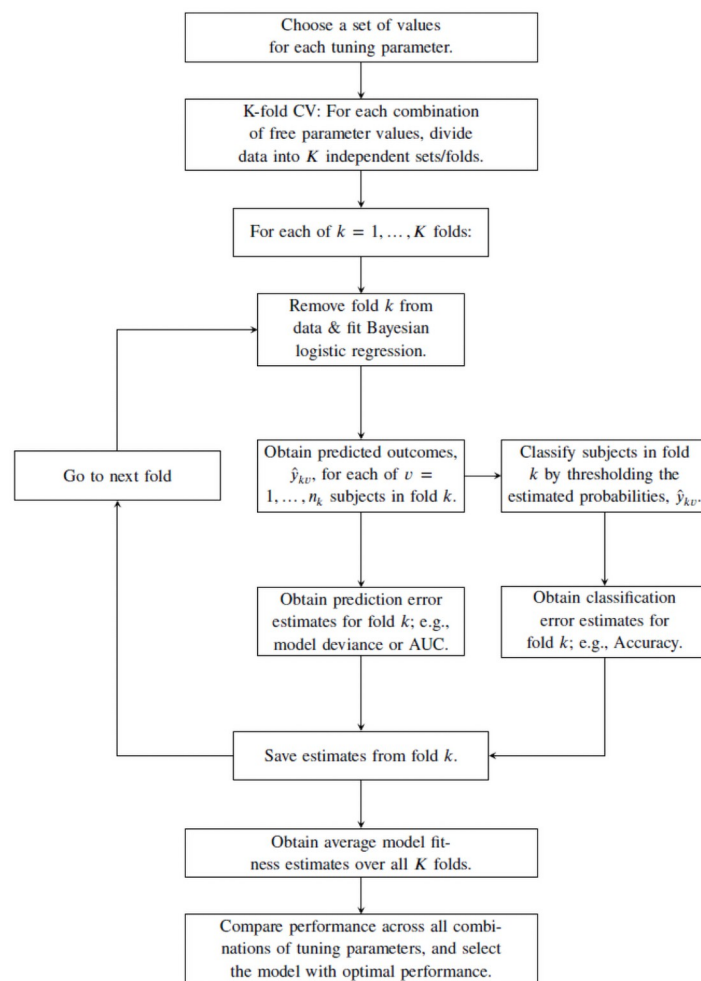 Choose a set of values
for each tuning parameter.
K-fold CV: For each combination
of free parameter values, divide
data into K independent sets/folds.
For each of k = 1, . . . , K folds:
Remove fold k from
data & fit Bayesian
logistic regression.
Go to next fold
Obtain predicted outcomes,
ŷ_kv, for each of v =
1, . . . , n_k subjects in fold k.
Classify subjects in fold
k by thresholding the
estimated probabilities, ŷ_kv.
Obtain prediction error
estimates for fold k; e.g.,
model deviance or AUC.
Obtain classification
error estimates for
fold k; e.g., Accuracy.
Save estimates from fold k.
Obtain average model fit-
ness estimates over all K folds.
Compare performance across all combi-
nations of tuning parameters, and select
the model with optimal performance.